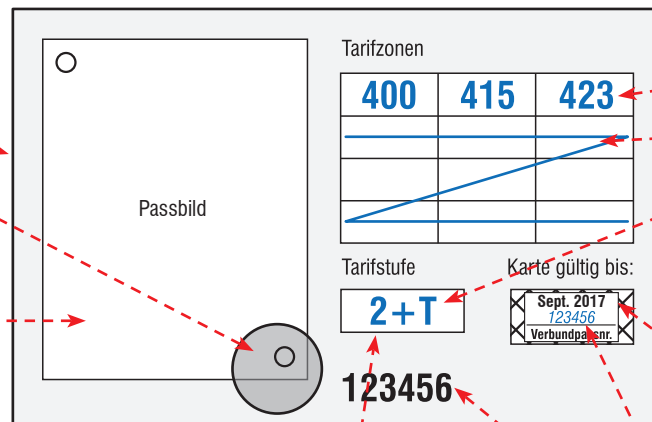 Tarifzonen
400 415 423
Passbild
Tarifstufe
Karte gültig bis:
2+T
Sept. 2017
123456
Verbundpassnr.
123456